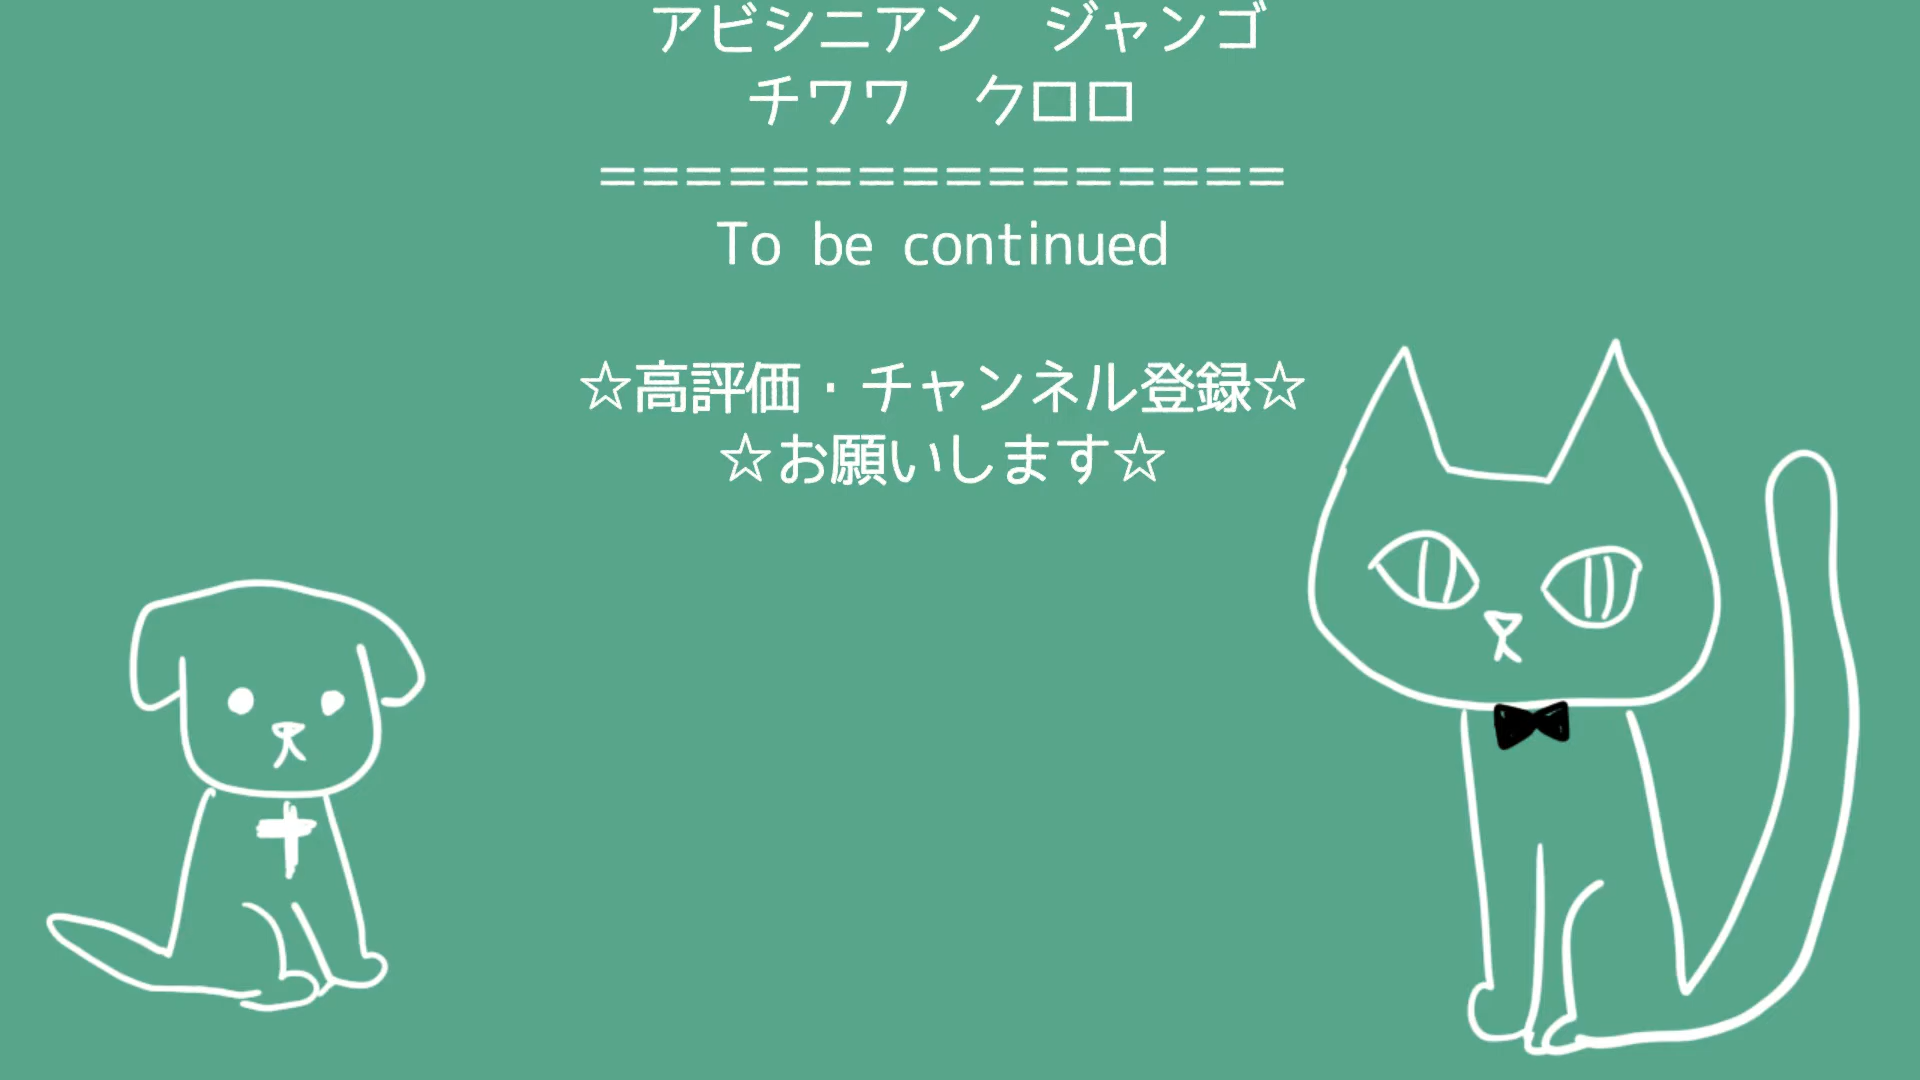 アビシニアン　ジャンゴ
チワワ　クロロ
================
To be continued
☆高評価・チャンネル登録☆
☆お願いします☆